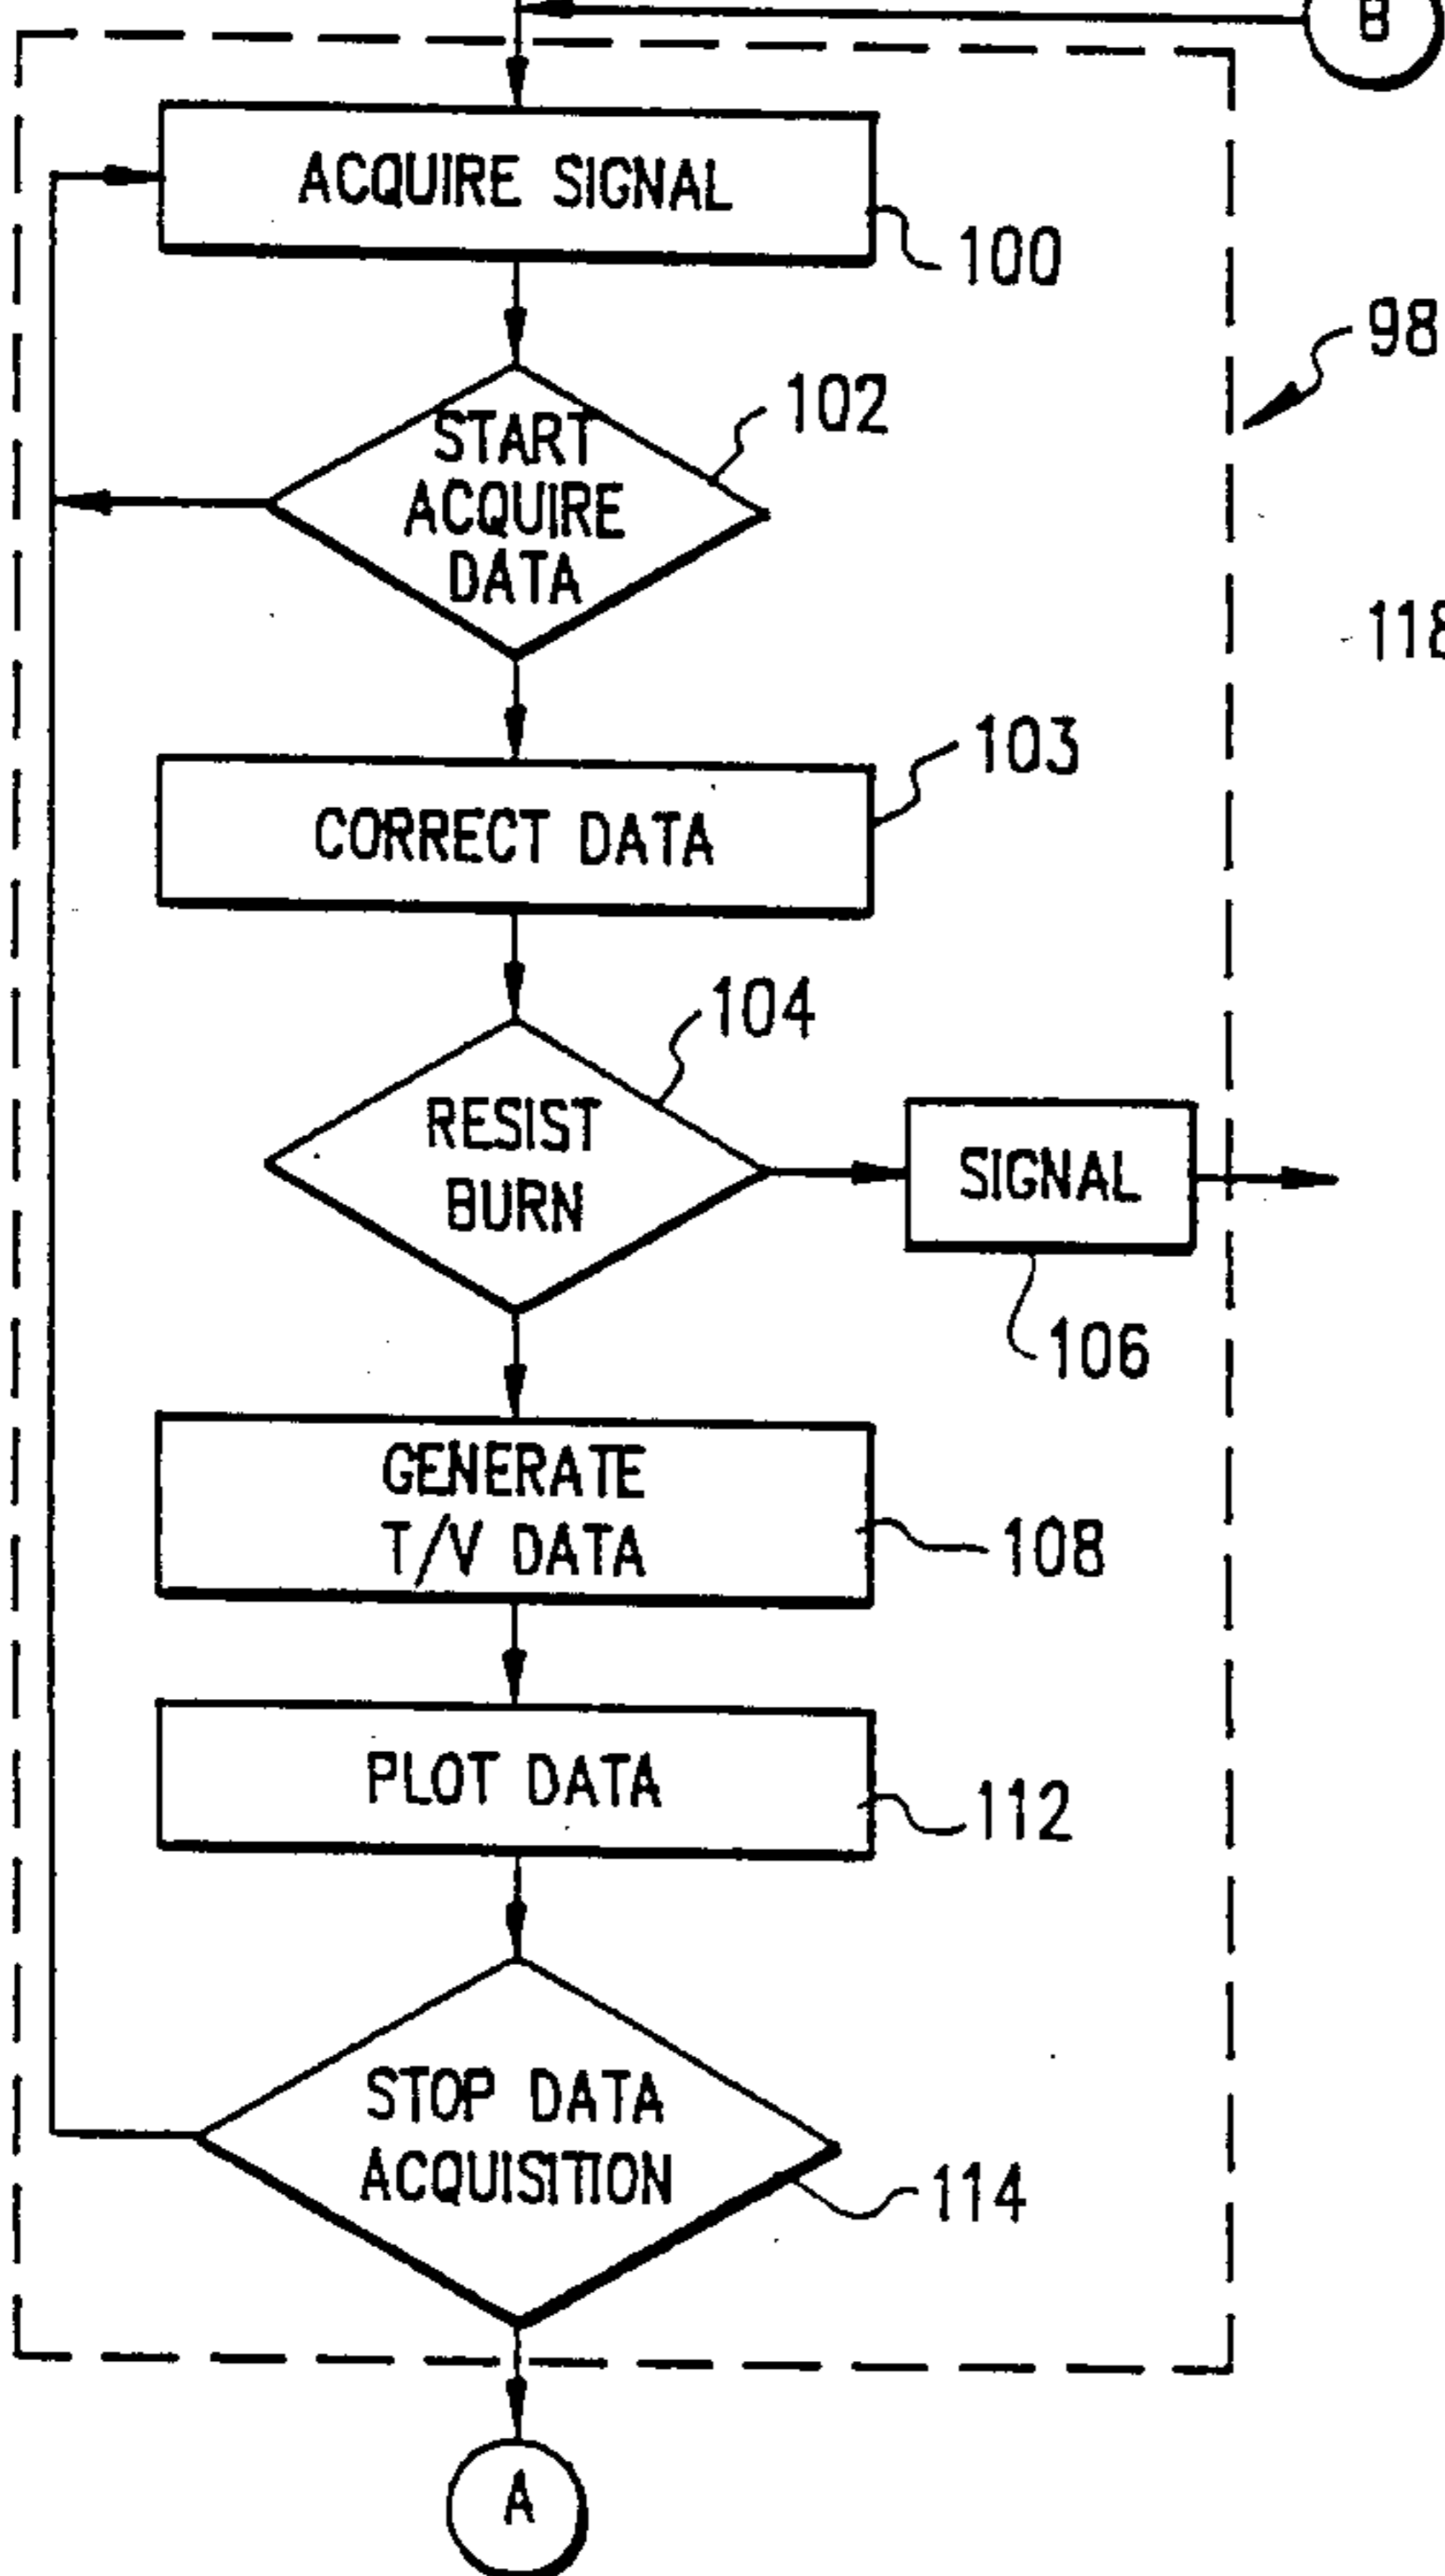 B
ACQUIRE SIGNAL
100
98
START
ACQUIRE
DATA
102
118
CORRECT DATA
103
RESIST
BURN
104
SIGNAL
106
GENERATE
T/V DATA
108
PLOT DATA
112
STOP DATA
ACQUISITION
114
A